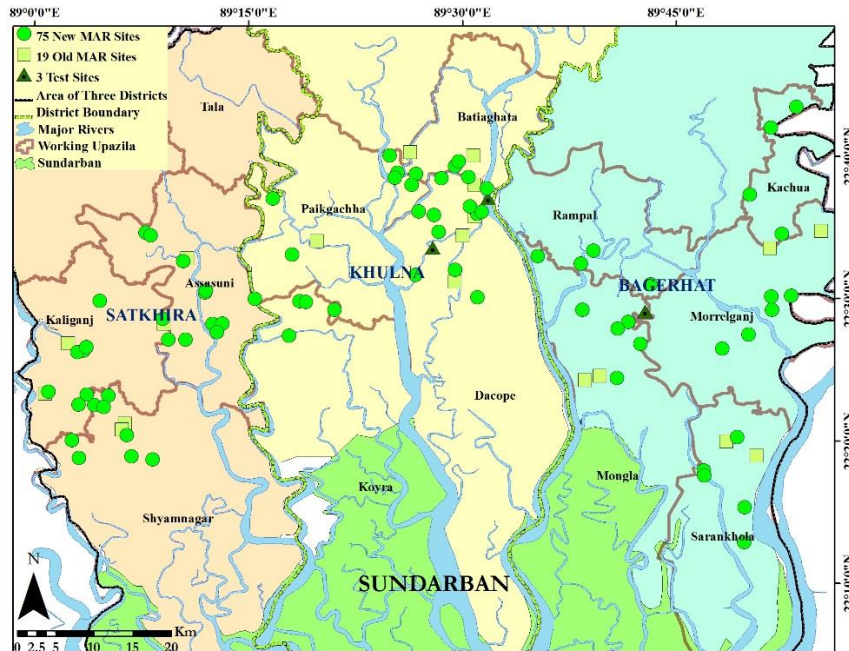 89°0'0"E 89°15'0"E 89°30'0"E 89°45'0"E
75 New MAR Sites
19 Old MAR Sites
3 Test Sites
Area of Three Districts
District Boundary
Major Rivers
Working Upazila
Sundarban
Tala
Batiaghata
Kachua
Paikgachha
Rampal
KHULNA
Assasuni
BAGERHAT
SATKHIRA
Kaliganj
Morrelganj
Dacope
Koyra
Mongla
Shyamnagar
Sarankhola
SUNDARBAN
N
Km
0 2.5 5 10 15 20